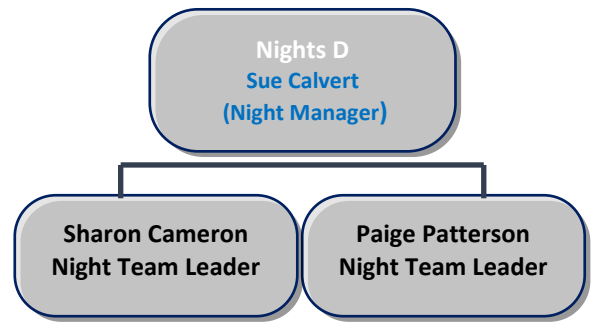 Nights D
Sue Calvert
(Night Manager)
Sharon Cameron
Night Team Leader
Paige Patterson
Night Team Leader